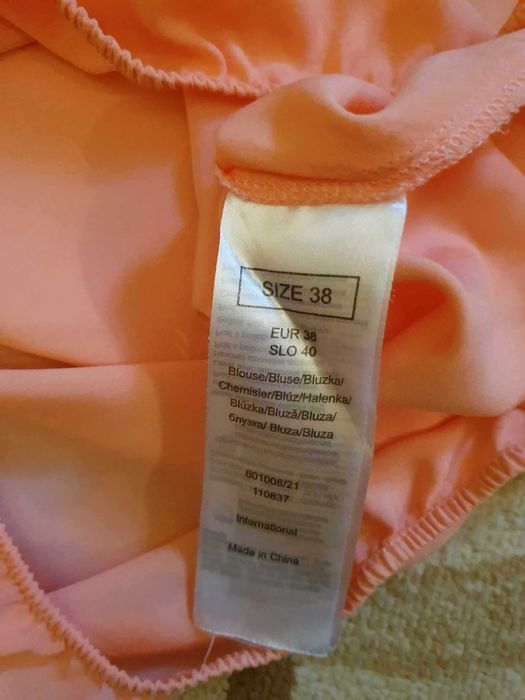 SIZE 38
EUR 38
SLO 40
Blouse/Bluse/Bluzka/
Chemisier/Blúz/Halenka/
Blúzka/Bluză/Bluza/
блузка/ Bluza/Bluza
601008/21
110837
International
Made in China